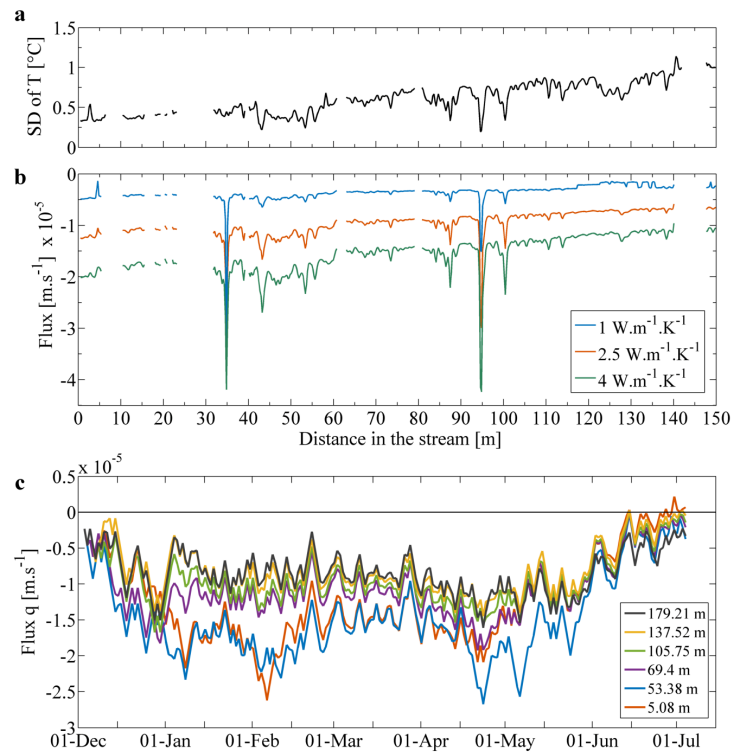 a
SD of T [°C]
1.5
1
0.5
0
b
Flux [m.s⁻¹] x 10⁻⁵
0
-1
-2
-3
-4
0 10 20 30 40 50 60 70 80 90 100 110 120 130 140 150
Distance in the stream [m]
1 W.m⁻¹.K⁻¹
2.5 W.m⁻¹.K⁻¹
4 W.m⁻¹.K⁻¹
c
x 10⁻⁵
Flux q [m.s⁻¹]
0.5
0
-0.5
-1
-1.5
-2
-2.5
-3
01-Dec 01-Jan 01-Feb 01-Mar 01-Apr 01-May 01-Jun 01-Jul
179.21 m
137.52 m
105.75 m
69.4 m
53.38 m
5.08 m